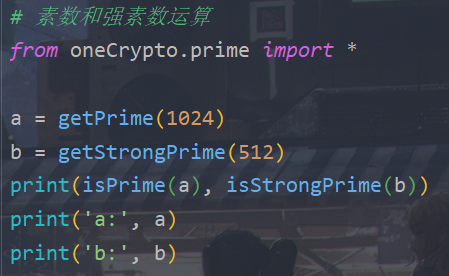 # 素数和强素数运算
from oneCrypto.prime import *
a = getPrime(1024)
b = getStrongPrime(512)
print(isPrime(a), isStrongPrime(b))
print('a:', a)
print('b:', b)